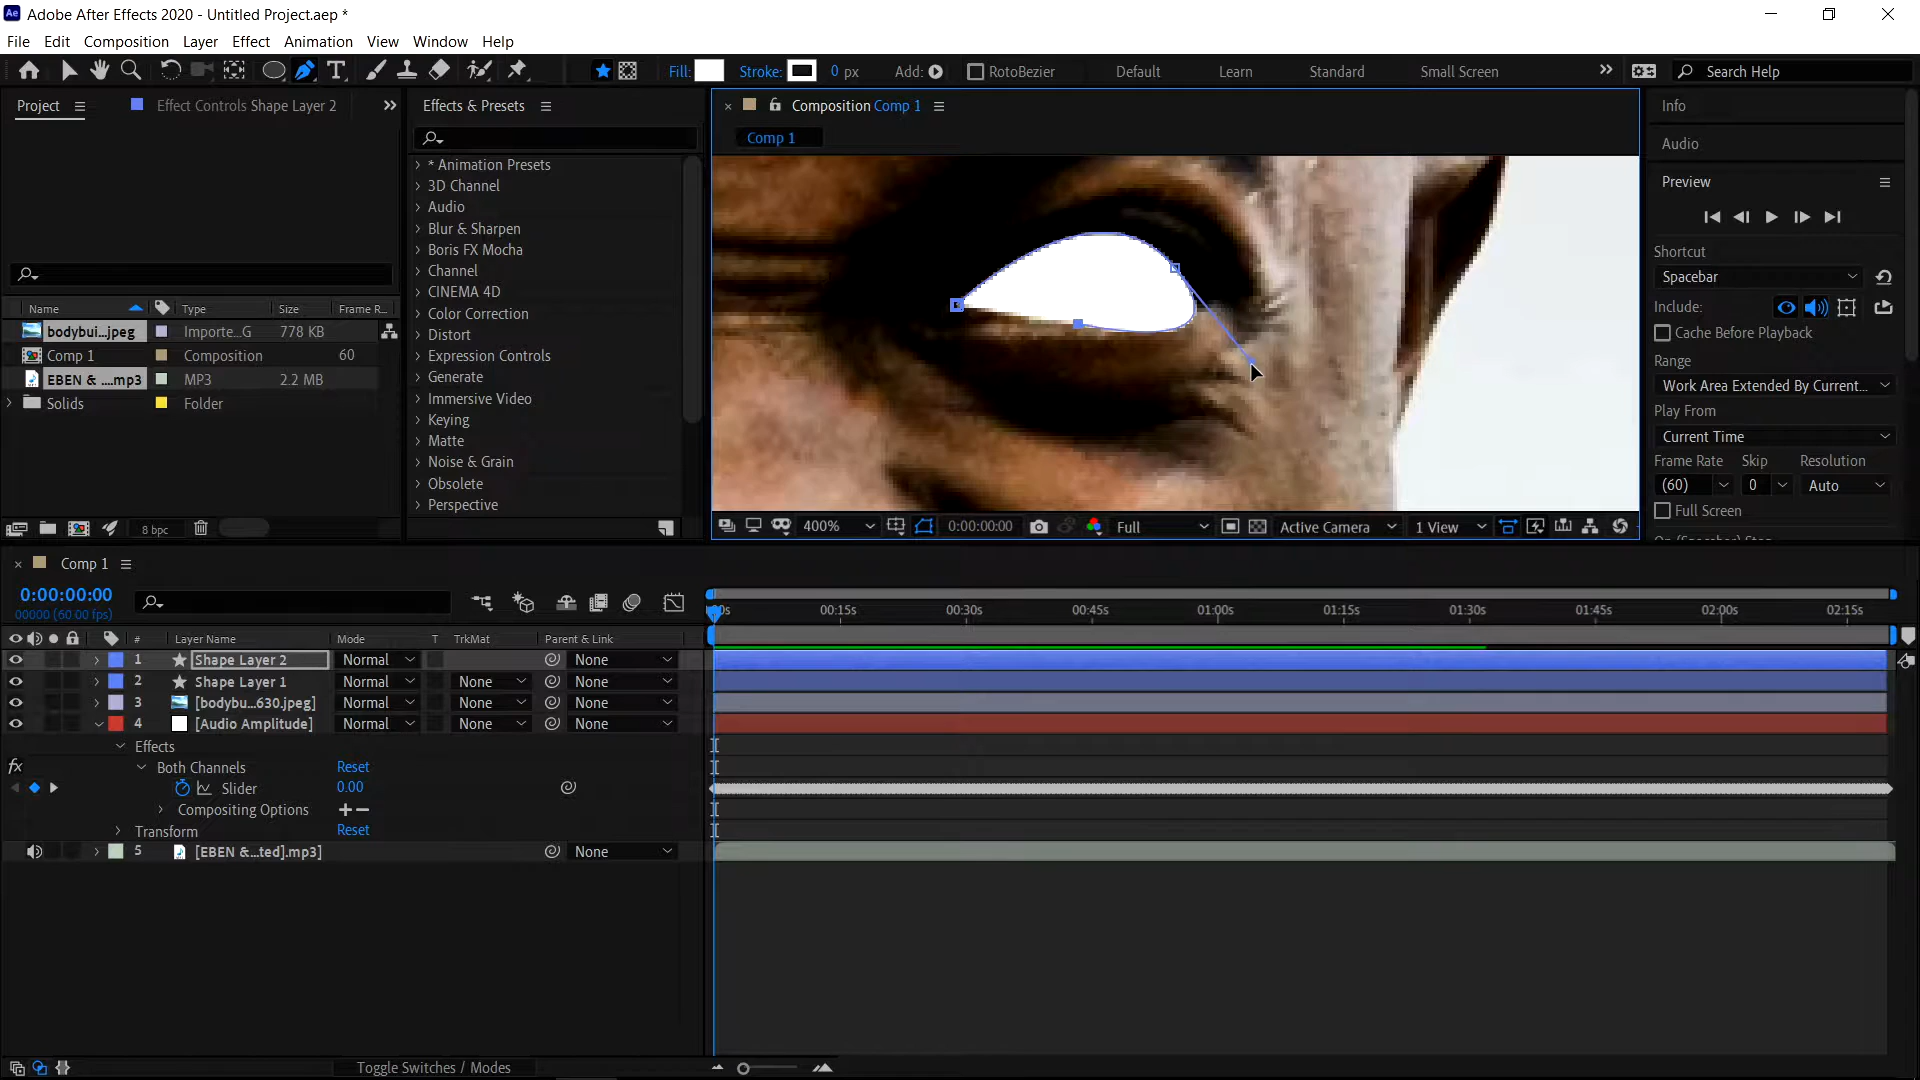 Adobe After Effects 2020 - Untitled Project.aep *
File Edit Composition Layer Effect Animation View Window Help
Fill: Stroke: 0 px Add: RotoBezier Default Learn Standard Small Screen Search Help
Project Effect Controls Shape Layer 2
Effects & Presets
Composition Comp 1
Comp 1
Name Type Size Frame R...
bodybui...jpeg Importe...G 778 KB
Comp 1 Composition 60
EBEN & ....mp3 MP3 2.2 MB
Solids Folder
8 bpc
* Animation Presets
3D Channel
Audio
Blur & Sharpen
Boris FX Mocha
Channel
CINEMA 4D
Color Correction
Distort
Expression Controls
Generate
Immersive Video
Keying
Matte
Noise & Grain
Obsolete
Perspective
400% 0:00:00:00 Full Active Camera 1 View
Info
Audio
Preview
Shortcut
Spacebar
Include:
Cache Before Playback
Range
Work Area Extended By Current...
Play From
Current Time
Frame Rate Skip Resolution
(60) 0 Auto
Full Screen
On (Spacebar) Stop
Comp 1
0:00:00:00
00000 (60.00 fps)
00s 00:15s 00:30s 00:45s 01:00s 01:15s 01:30s 01:45s 02:00s 02:15s
# Layer Name Mode T TrkMat Parent & Link
1 Shape Layer 2 Normal None
2 Shape Layer 1 Normal None None
3 [bodybu...630.jpeg] Normal None None
4 [Audio Amplitude] Normal None None
Effects
fx Both Channels Reset
Slider 0.00
Compositing Options
Transform Reset
5 [EBEN &...ted].mp3] None
Toggle Switches / Modes